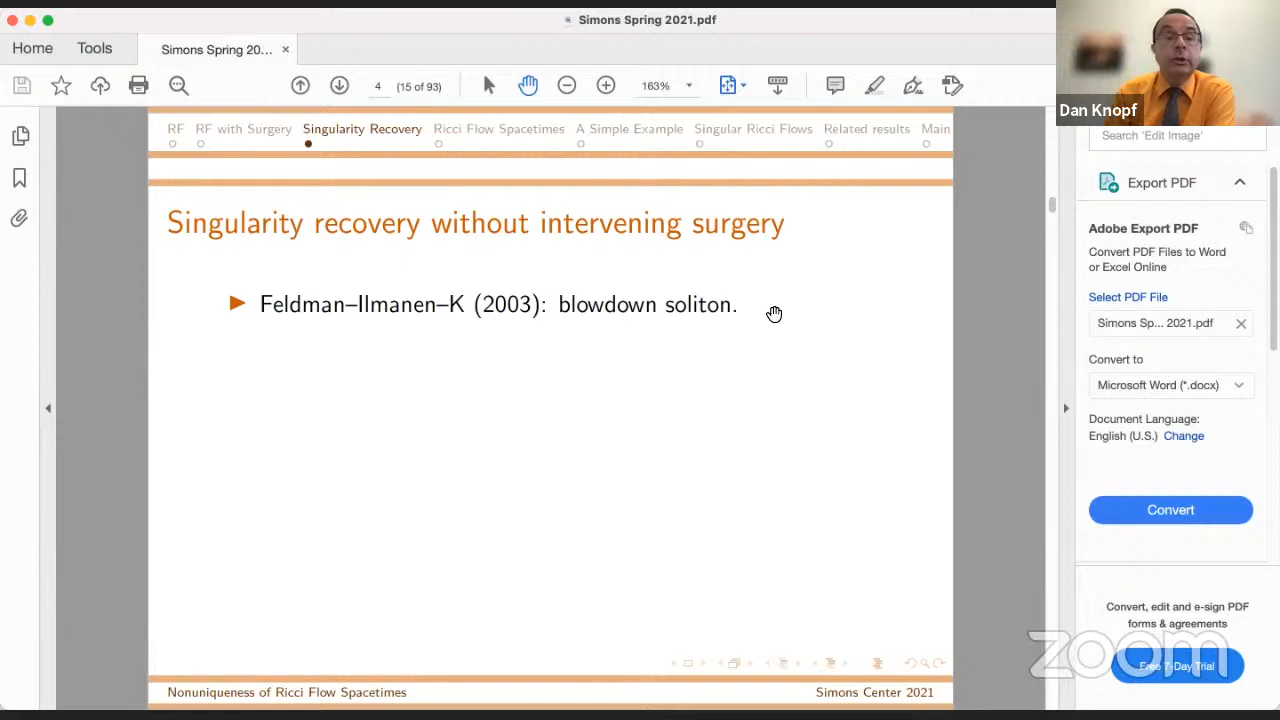 Simons Spring 2021.pdf
Home
Tools
Simons Spring 20... ×
4 (15 of 93)
163%
Dan Knopf
Search 'Edit Image'
RF RF with Surgery Singularity Recovery Ricci Flow Spacetimes A Simple Example Singular Ricci Flows Related results Main
Singularity recovery without intervening surgery
▶ Feldman–Ilmanen–K (2003): blowdown soliton.
Nonuniqueness of Ricci Flow Spacetimes
Simons Center 2021
Export PDF
Adobe Export PDF
Convert PDF Files to Word
or Excel Online
Select PDF File
Simons Sp... 2021.pdf
Convert to
Microsoft Word (*.docx)
Document Language:
English (U.S.) Change
Convert
Convert, edit and e-sign PDF
forms & agreements
Free 7-Day Trial
zoom